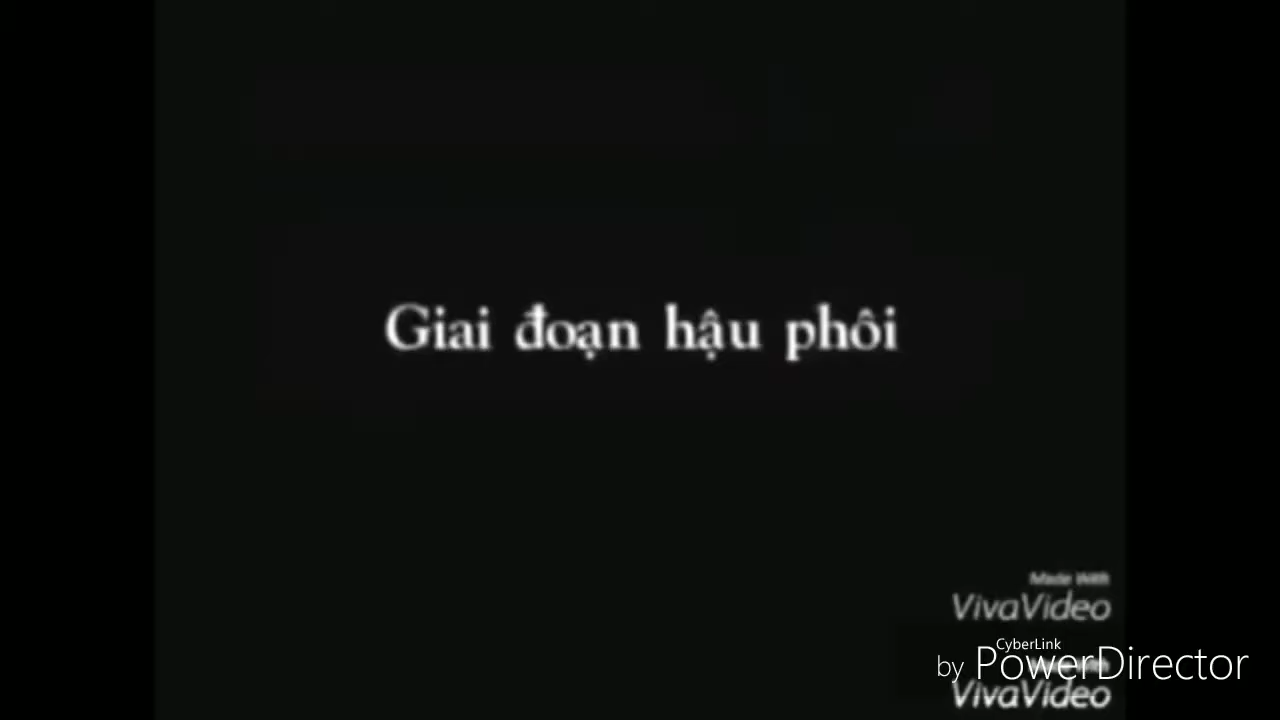 Giai đoạn hậu phôi
Made With
VivaVideo
CyberLink
by PowerDirector
VivaVideo